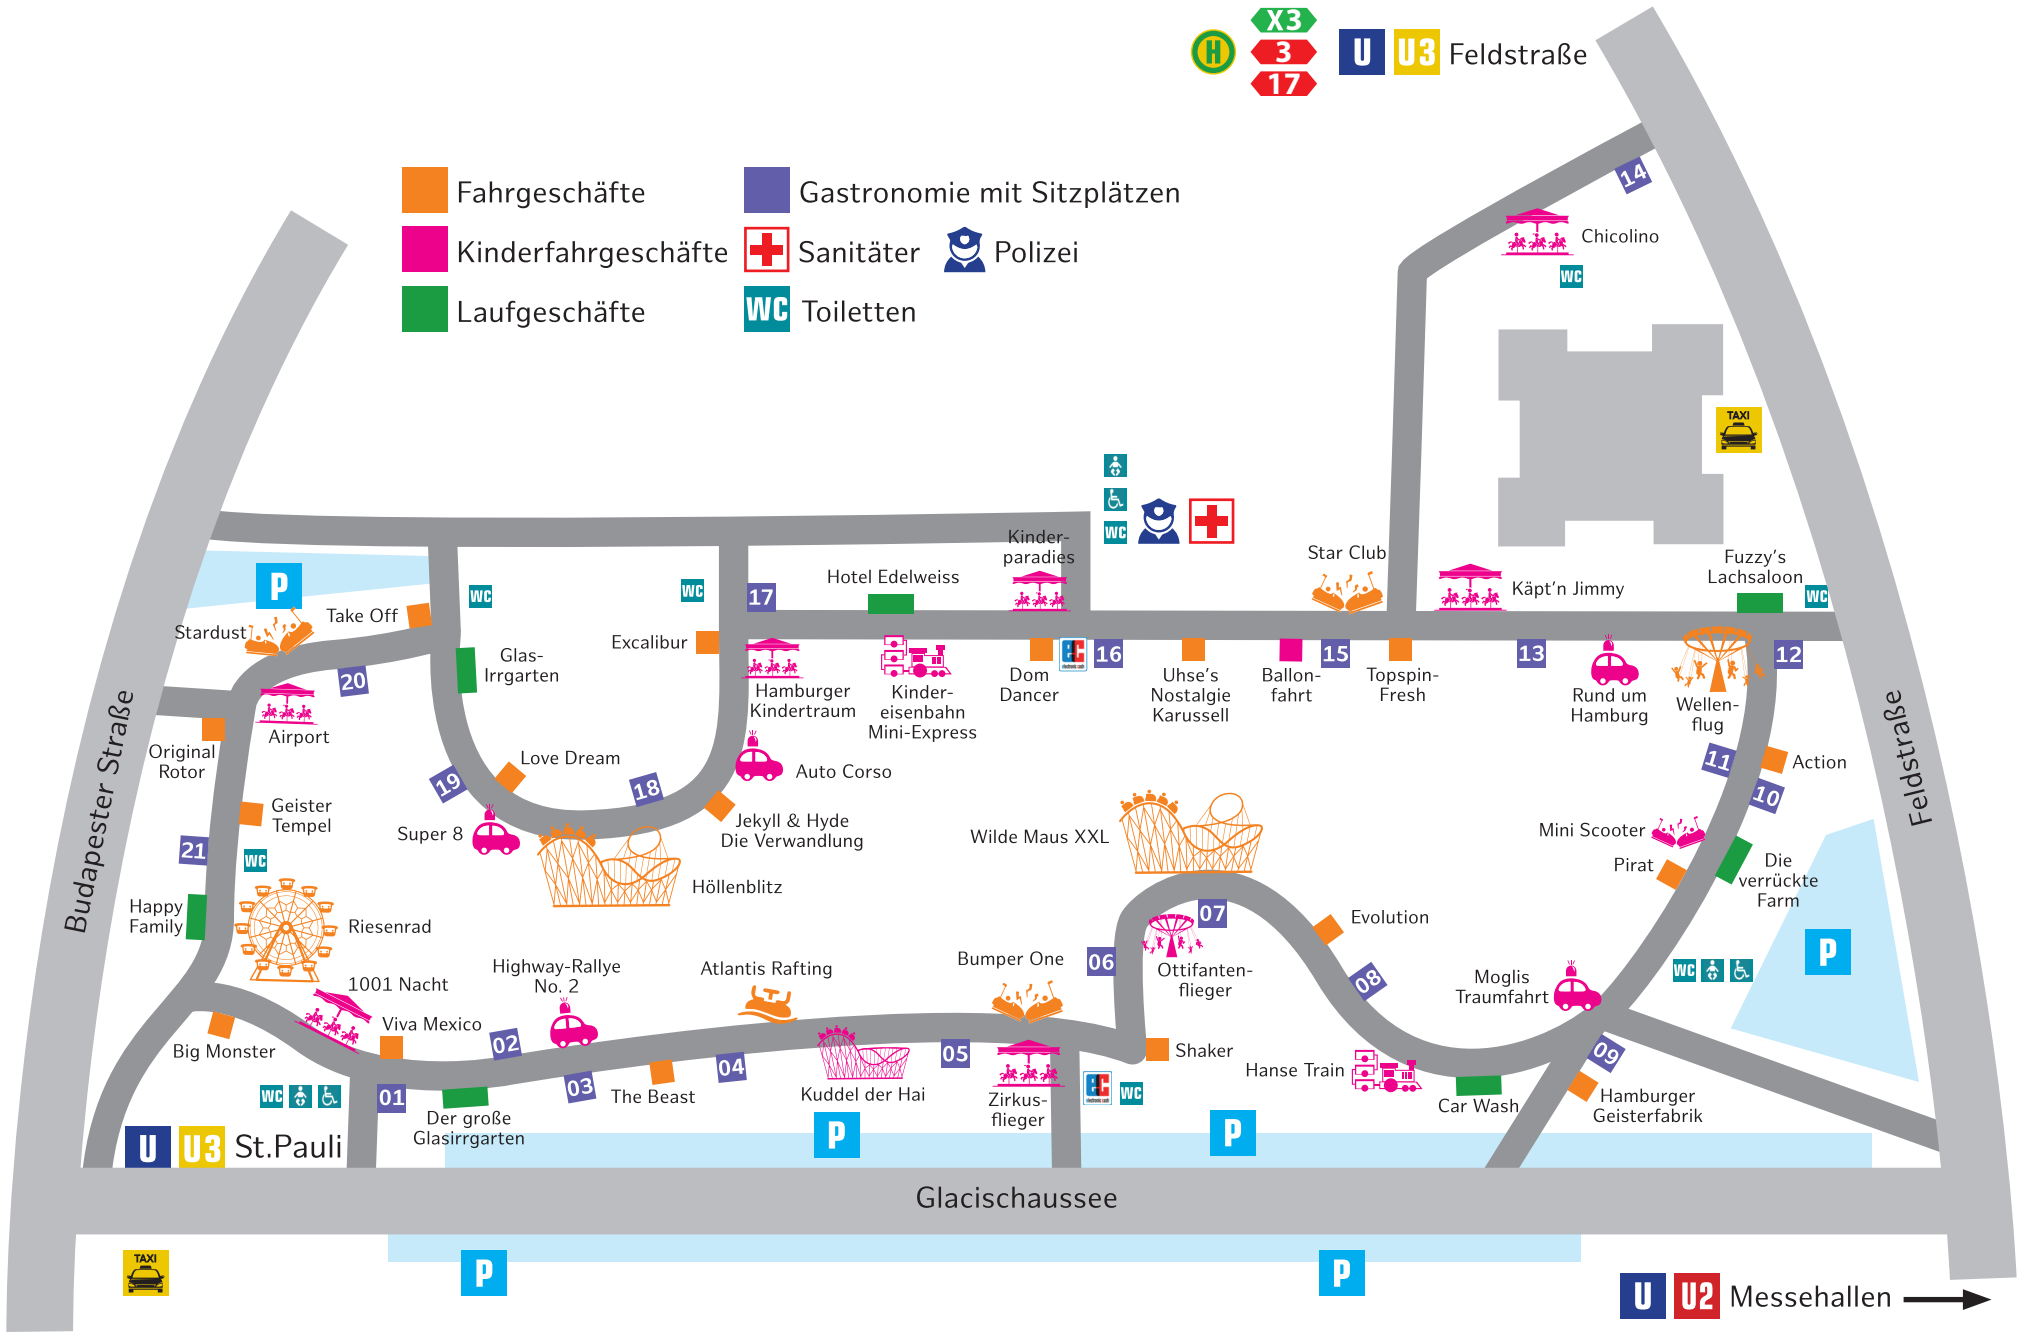 H
X3
3
17
U
U3
Feldstraße
Fahrgeschäfte
Gastronomie mit Sitzplätzen
Kinderfahrgeschäfte
Sanitäter
Polizei
Laufgeschäfte
WC
Toiletten
14
Chicolino
WC
TAXI
WC
Kinder-
paradies
Star Club
Fuzzy's
Lachsaloon
P
WC
WC
17
Hotel Edelweiss
Käpt'n Jimmy
WC
Stardust
Take Off
Excalibur
Glas-
Irrgarten
20
EC
electronic cash
16
15
13
12
Airport
Hamburger
Kindertraum
Kinder-
eisenbahn
Mini-Express
Dom
Dancer
Uhse's
Nostalgie
Karussell
Ballon-
fahrt
Topspin-
Fresh
Rund um
Hamburg
Wellen-
flug
Original
Rotor
Budapester Straße
Feldstraße
19
Love Dream
18
Auto Corso
11
Action
10
Geister
Tempel
Super 8
Jekyll & Hyde
Die Verwandlung
Wilde Maus XXL
Mini Scooter
21
WC
Höllenblitz
Pirat
Die
verrückte
Farm
Happy
Family
Riesenrad
07
Evolution
P
06
Bumper One
Ottifanten-
flieger
08
Moglis
Traumfahrt
WC
1001 Nacht
Highway-Rallye
No. 2
Atlantis Rafting
Viva Mexico
Big Monster
02
05
Shaker
09
WC
01
03
The Beast
04
Kuddel der Hai
Zirkus-
flieger
EC
electronic cash
WC
Hanse Train
Car Wash
Hamburger
Geisterfabrik
Der große
Glasirrgarten
P
P
U
U3
St.Pauli
Glacischaussee
TAXI
P
P
U
U2
Messehallen